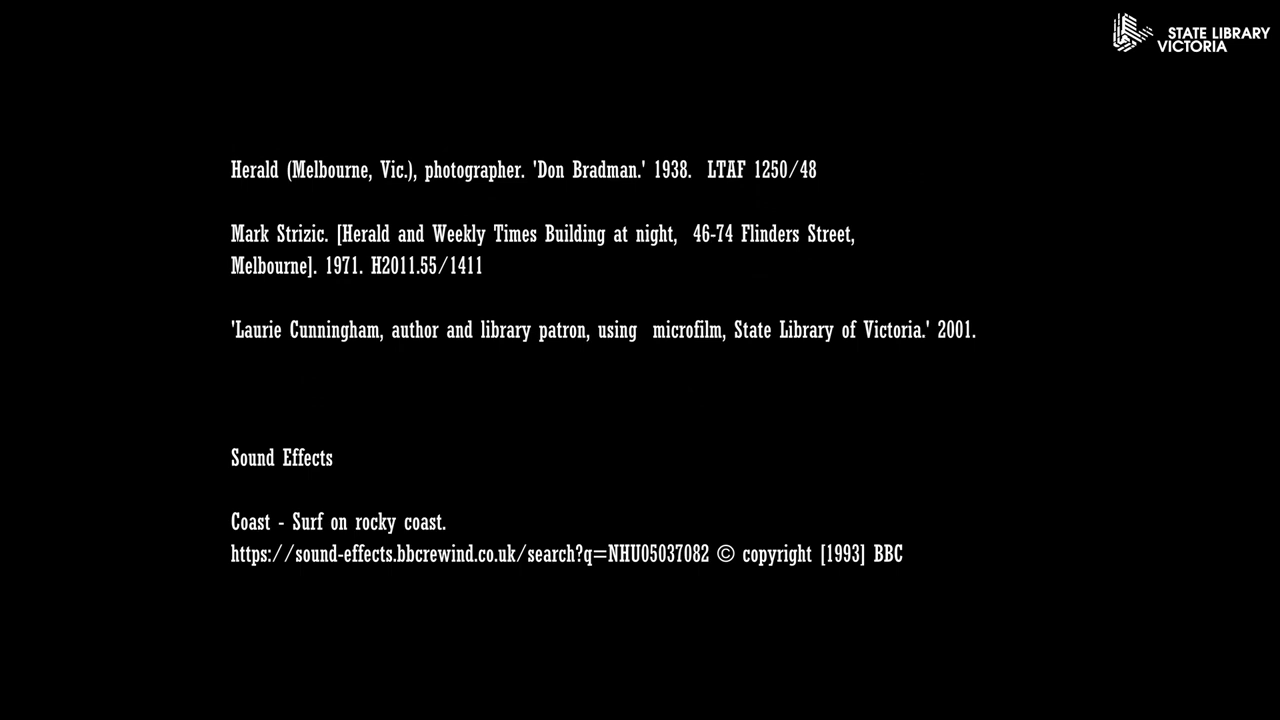 STATE LIBRARY
VICTORIA
Herald (Melbourne, Vic.), photographer. 'Don Bradman.' 1938. LTAF 1250/48
Mark Strizic. [Herald and Weekly Times Building at night, 46-74 Flinders Street,
Melbourne]. 1971. H2011.55/1411
'Laurie Cunningham, author and library patron, using microfilm, State Library of Victoria.' 2001.
Sound Effects
Coast - Surf on rocky coast.
https://sound-effects.bbcrewind.co.uk/search?q=NHU05037082 © copyright [1993] BBC